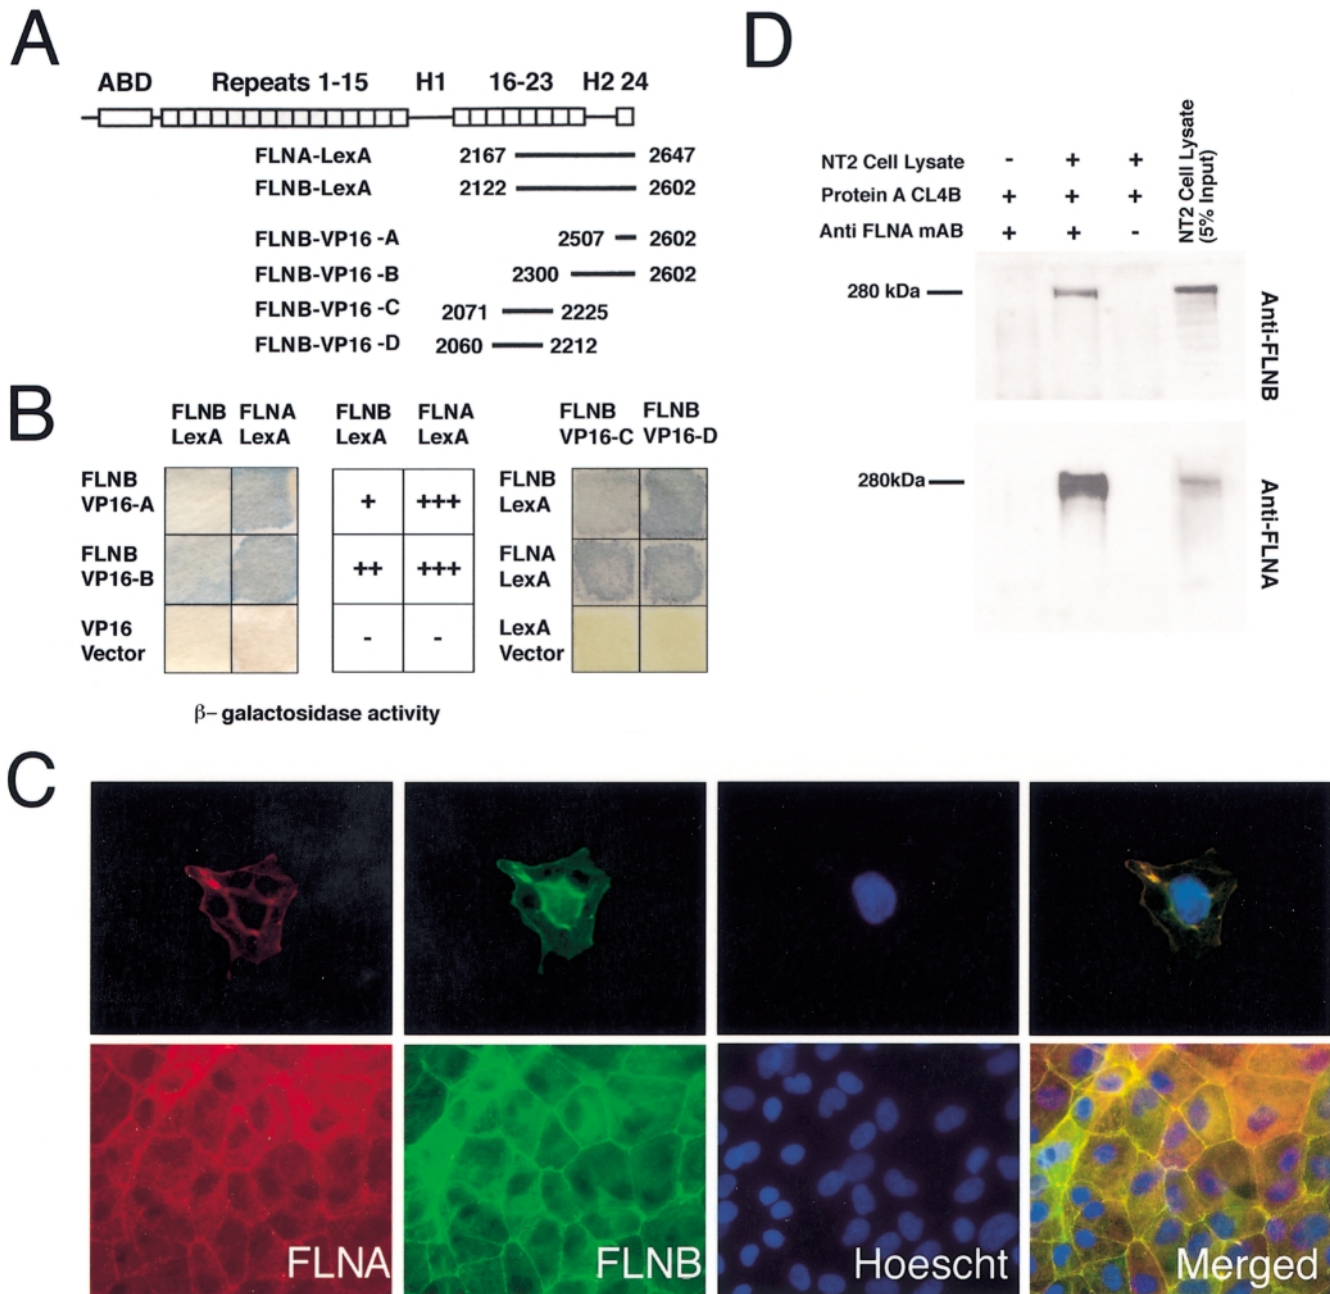 A
ABD Repeats 1-15 H1 16-23 H2 24
FLNA-LexA 2167 2647
FLNB-LexA 2122 2602
FLNB-VP16 -A 2507 2602
FLNB-VP16 -B 2300 2602
FLNB-VP16 -C 2071 2225
FLNB-VP16 -D 2060 2212
B
FLNB FLNA FLNB FLNA FLNB FLNB
LexA LexA LexA LexA VP16-C VP16-D
FLNB
VP16-A
+ +++
FLNB
LexA
FLNB
VP16-B
++ +++
FLNA
LexA
VP16
Vector
- -
LexA
Vector
β– galactosidase activity
D
NT2 Cell Lysate - + +
Protein A CL4B + + +
Anti FLNA mAB + + -
NT2 Cell Lysate
(5% Input)
280 kDa
Anti-FLNB
280kDa
Anti-FLNA
C
FLNA FLNB Hoescht Merged